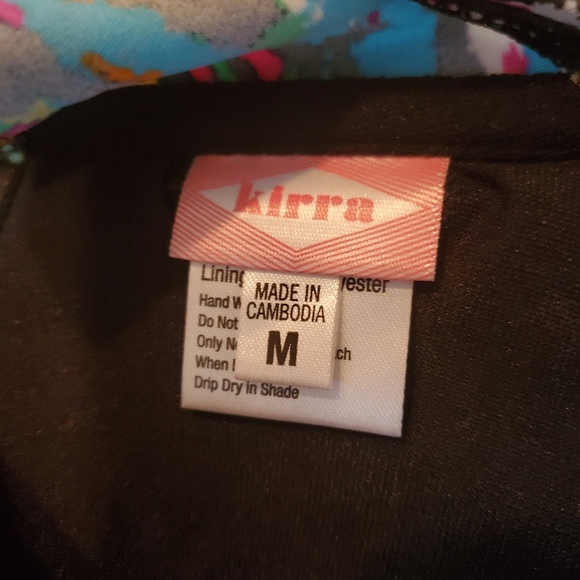 kirra
MADE IN
CAMBODIA
M
Lining
Hand
Do Not
Only
When
Drip Dry in Shade